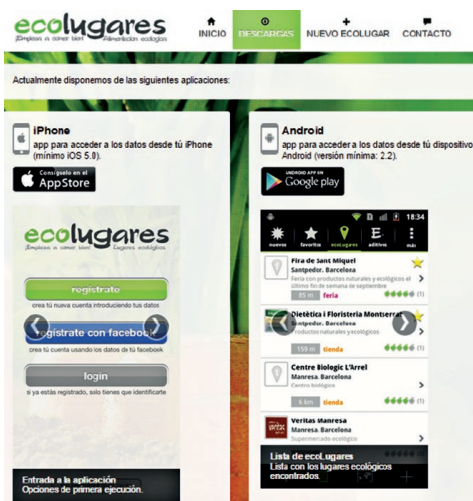 ecolugares
¡Empiezan a comer bien! Alimentación ecológica
INICIO
DESCARGAS
NUEVO ECOLUGAR
CONTACTO
Actualmente disponemos de las siguientes aplicaciones:
iPhone
app para acceder a los datos desde tú iPhone
(mínimo iOS 5.0).
Consíguelo en el
App Store
ecolugares
Lugares ecológicos
regístrate
crea tú nueva cuenta introduciendo tus datos
regístrate con facebook
crea tú cuenta usando los datos de tú facebook
login
si ya estás registrado, solo tienes que identificarte
Entrada a la aplicación
Opciones de primera ejecución.
Android
app para acceder a los datos desde tú dispositivo
Android (versión mínima: 2.2).
ANDROID APP ON
Google play
18:34
nuevos
favoritos
ecoLugares
aditivos
más
Fira de Sant Miquel
Santpedor. Barcelona
Feria con productos naturales y ecológicos el
último fin de semana de septiembre
85 m feria (1)
Dietètica i Floristeria Montserrat
Santpedor. Barcelona
Productos naturales y ecológicos
159 m tienda (1)
Centre Biologic L'Arrel
Manresa. Barcelona
Centro biológico
6 km tienda (1)
Veritas Manresa
Manresa. Barcelona
Supermercado ecológico
Lista de ecoLugares
Lista con los lugares ecológicos
encontrados.